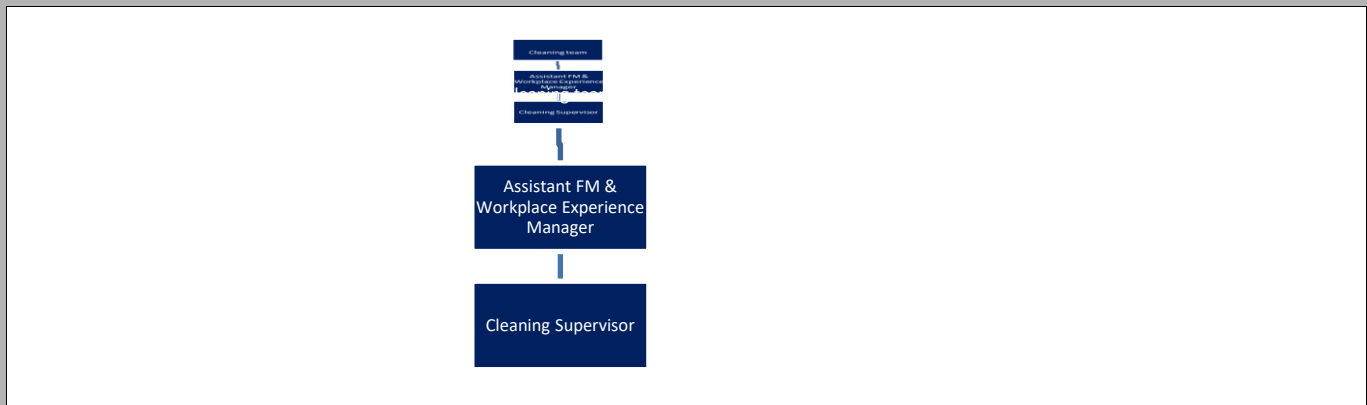 Cleaning team
Assistant FM &
Workplace Experience
Manager
Cleaning Supervisor
Assistant FM &
Workplace Experience
Manager
Cleaning Supervisor